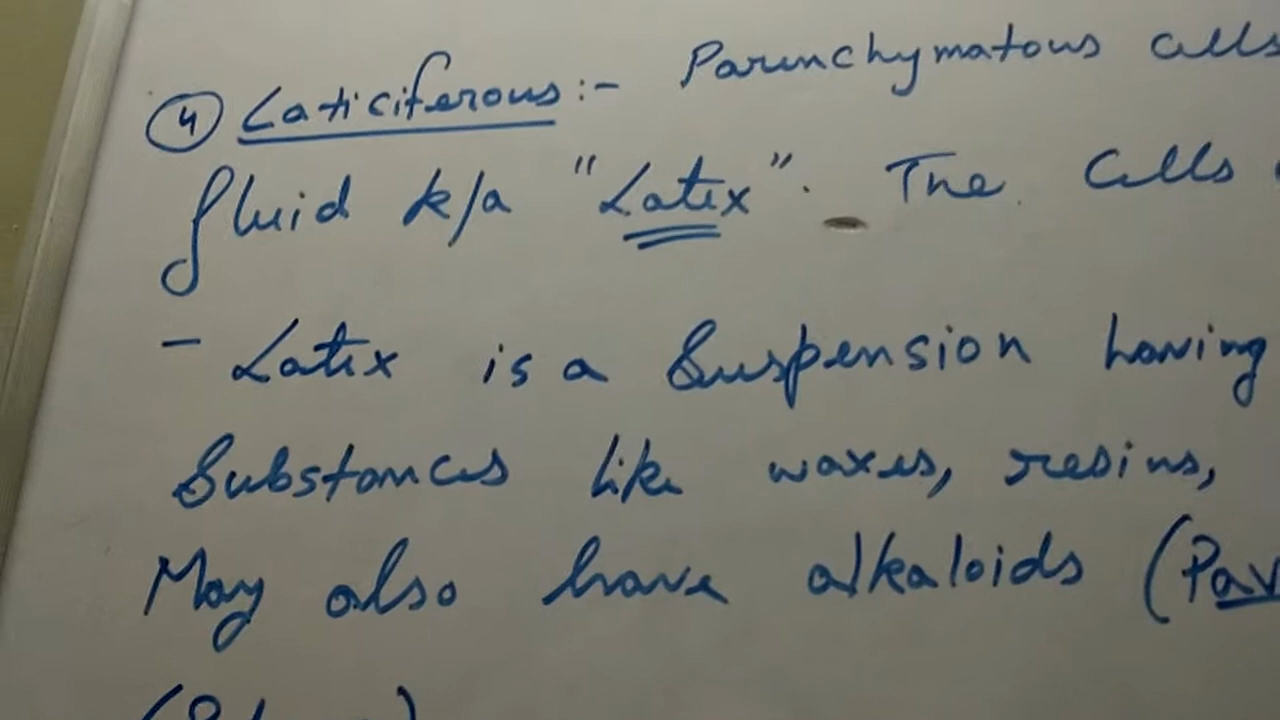 ④ Laticiferous:- Parenchymatous cells
fluid k/a "Latex". The Cells
- Latex is a Suspension having
Substances like waxes, resins,
May also have alkaloids (Pav